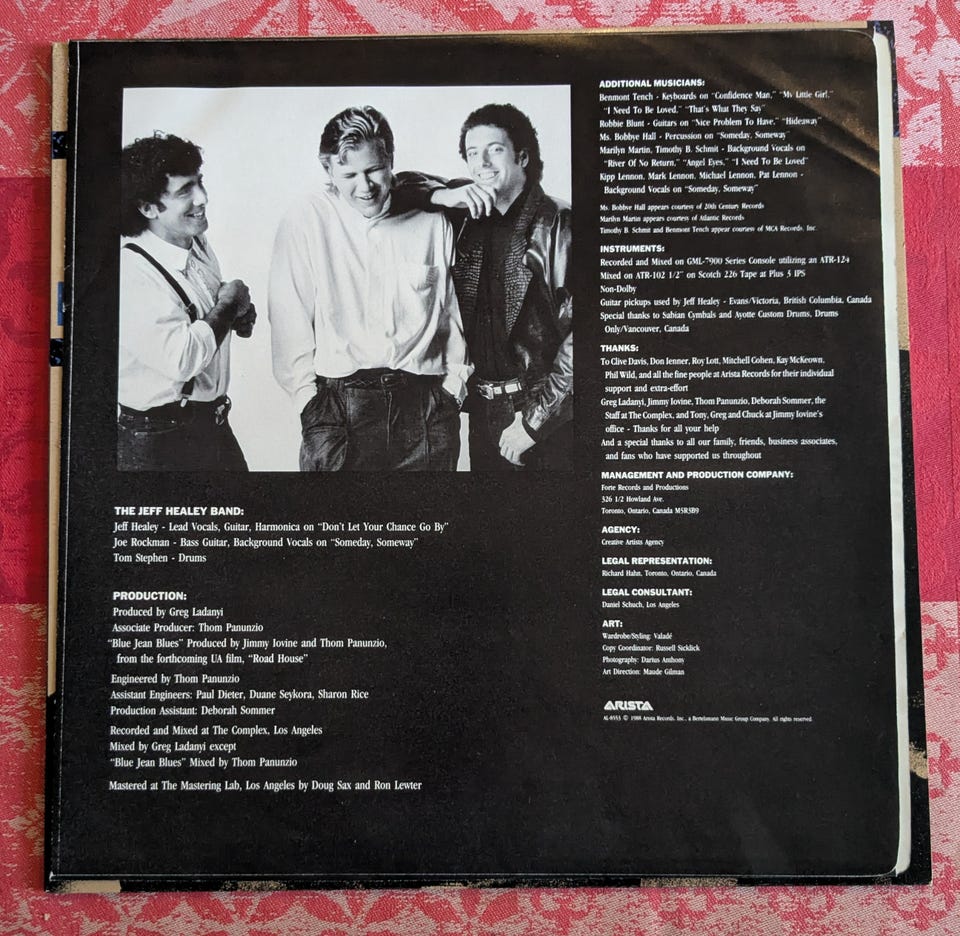 THE JEFF HEALEY BAND:
Jeff Healey - Lead Vocals, Guitar, Harmonica on "Don't Let Your Chance Go By"
Joe Rockman - Bass Guitar, Background Vocals on "Someday, Someway"
Tom Stephen - Drums
PRODUCTION:
Produced by Greg Ladanyi
Associate Producer: Thom Panunzio
"Blue Jean Blues" Produced by Jimmy Iovine and Thom Panunzio,
from the forthcoming UA film, "Road House"
Engineered by Thom Panunzio
Assistant Engineers: Paul Dieter, Duane Seykora, Sharon Rice
Production Assistant: Deborah Sommer
Recorded and Mixed at The Complex, Los Angeles
Mixed by Greg Ladanyi except
"Blue Jean Blues" Mixed by Thom Panunzio
Mastered at The Mastering Lab, Los Angeles by Doug Sax and Ron Lewter
ADDITIONAL MUSICIANS:
Benmont Tench - Keyboards on "Confidence Man," "My Little Girl,"
"I Need To Be Loved," "That's What They Say"
Robbie Blunt - Guitars on "Nice Problem To Have," "Hideaway"
Ms. Bobbye Hall - Percussion on "Someday, Someway"
Marilyn Martin, Timothy B. Schmit - Background Vocals on
"River Of No Return," "Angel Eyes," "I Need To Be Loved"
Kipp Lennon, Mark Lennon, Michael Lennon, Pat Lennon -
Background Vocals on "Someday, Someway"
Ms. Bobbye Hall appears courtesy of 20th Century Records
Marilyn Martin appears courtesy of Atlantic Records
Timothy B. Schmit and Benmont Tench appear courtesy of MCA Records, Inc.
INSTRUMENTS:
Recorded and Mixed on GML-7900 Series Console utilizing an ATR-124
Mixed on ATR-102 1/2" on Scotch 226 Tape at Plus 3 IPS
Non-Dolby
Guitar pickups used by Jeff Healey - Evans/Victoria, British Columbia, Canada
Special thanks to Sabian Cymbals and Ayotte Custom Drums, Drums
Only/Vancouver, Canada
THANKS:
To Clive Davis, Don Ienner, Roy Lott, Mitchell Cohen, Kay McKeown,
Phil Wild, and all the fine people at Arista Records for their individual
support and extra-effort
Greg Ladanyi, Jimmy Iovine, Thom Panunzio, Deborah Sommer, the
Staff at The Complex, and Tony, Greg and Chuck at Jimmy Iovine's
office - Thanks for all your help
And a special thanks to all our family, friends, business associates,
and fans who have supported us throughout
MANAGEMENT AND PRODUCTION COMPANY:
Forte Records and Productions
326 1/2 Howland Ave.
Toronto, Ontario, Canada M5R3B9
AGENCY:
Creative Artists Agency
LEGAL REPRESENTATION:
Richard Hahn, Toronto, Ontario, Canada
LEGAL CONSULTANT:
Daniel Schuch, Los Angeles
ART:
Wardrobe/Styling: Valadé
Copy Coordinator: Russell Sicklick
Photography: Darius Anthony
Art Direction: Maude Gilman
ARISTA
AL-8553 © 1988 Arista Records, Inc., a Bertelsmann Music Group Company. All rights reserved.